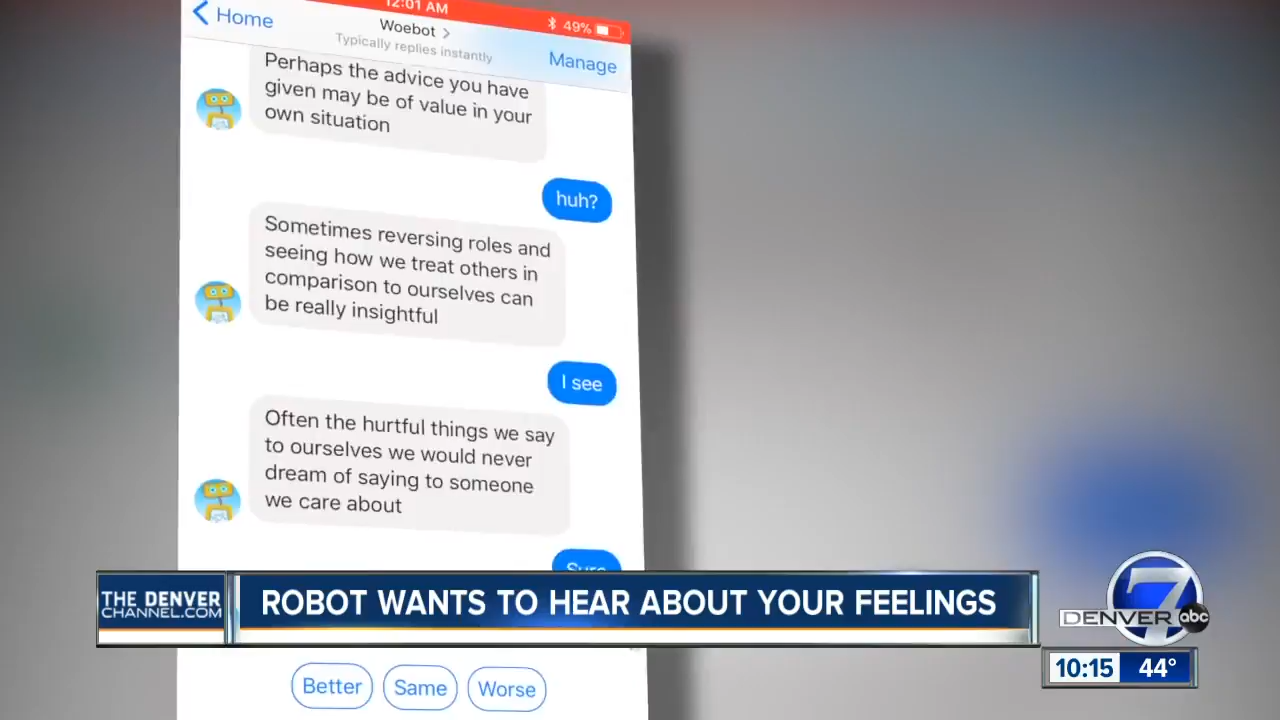 12:01 AM
49%
Home
Woebot >
Typically replies instantly
Manage
Perhaps the advice you have
given may be of value in your
own situation
huh?
Sometimes reversing roles and
seeing how we treat others in
comparison to ourselves can
be really insightful
I see
Often the hurtful things we say
to ourselves we would never
dream of saying to someone
we care about
Sure
THE DENVER
CHANNEL.COM
ROBOT WANTS TO HEAR ABOUT YOUR FEELINGS
7
DENVER
abc
10:15
44°
Better
Same
Worse